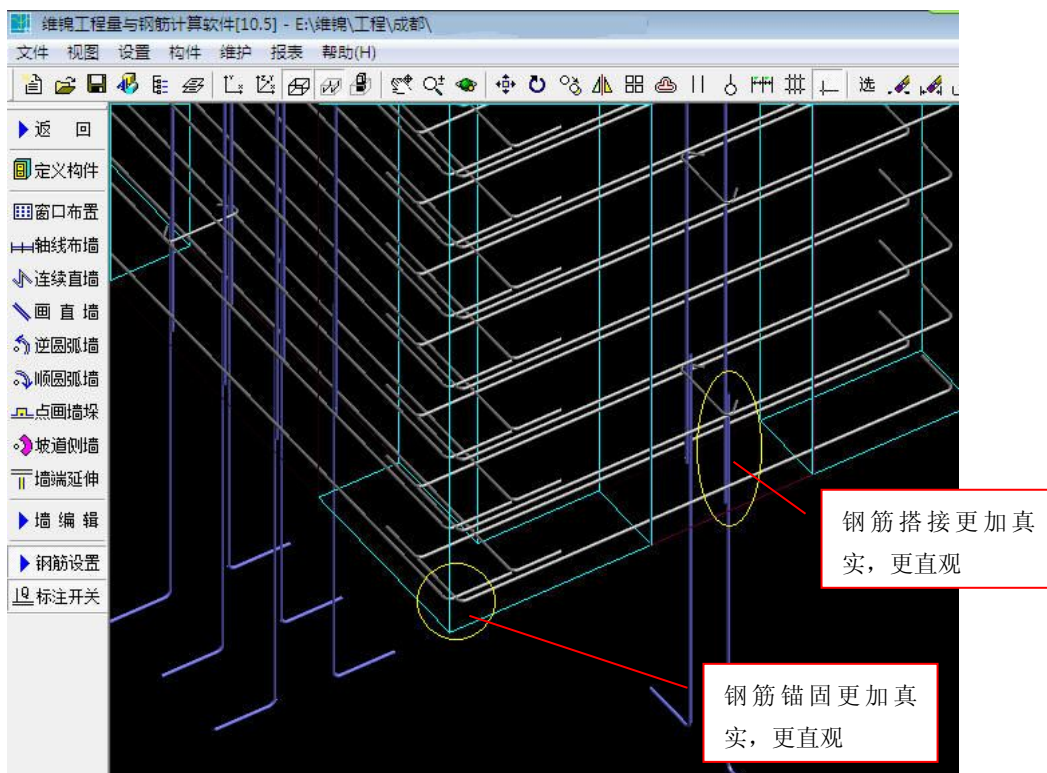 维锦工程量与钢筋计算软件[10.5] - E:\维锦\工程\成都\
文件 视图 设置 构件 维护 报表 帮助(H)
选
返 回
定义构件
窗口布置
轴线布墙
连续直墙
画 直 墙
逆圆弧墙
顺圆弧墙
点画墙垛
坡道侧墙
墙端延伸
墙 编 辑
钢筋设置
标注开关
钢筋搭接更加真
实，更直观
钢筋锚固更加真
实，更直观